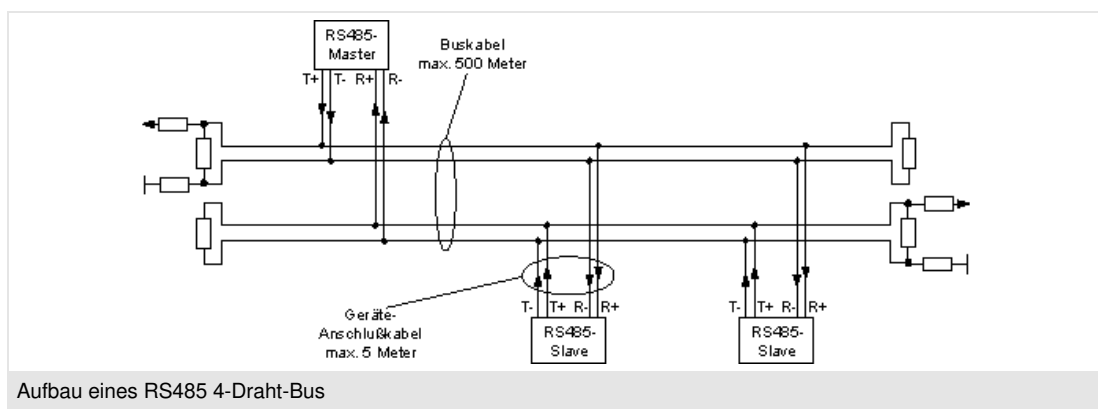 RS485-
Master
Buskabel
max. 500 Meter
T+ T- R+ R-
Geräte-
Anschlußkabel
max. 5 Meter
T- T+ R- R+
RS485-
Slave
T- T+ R- R+
RS485-
Slave
Aufbau eines RS485 4-Draht-Bus